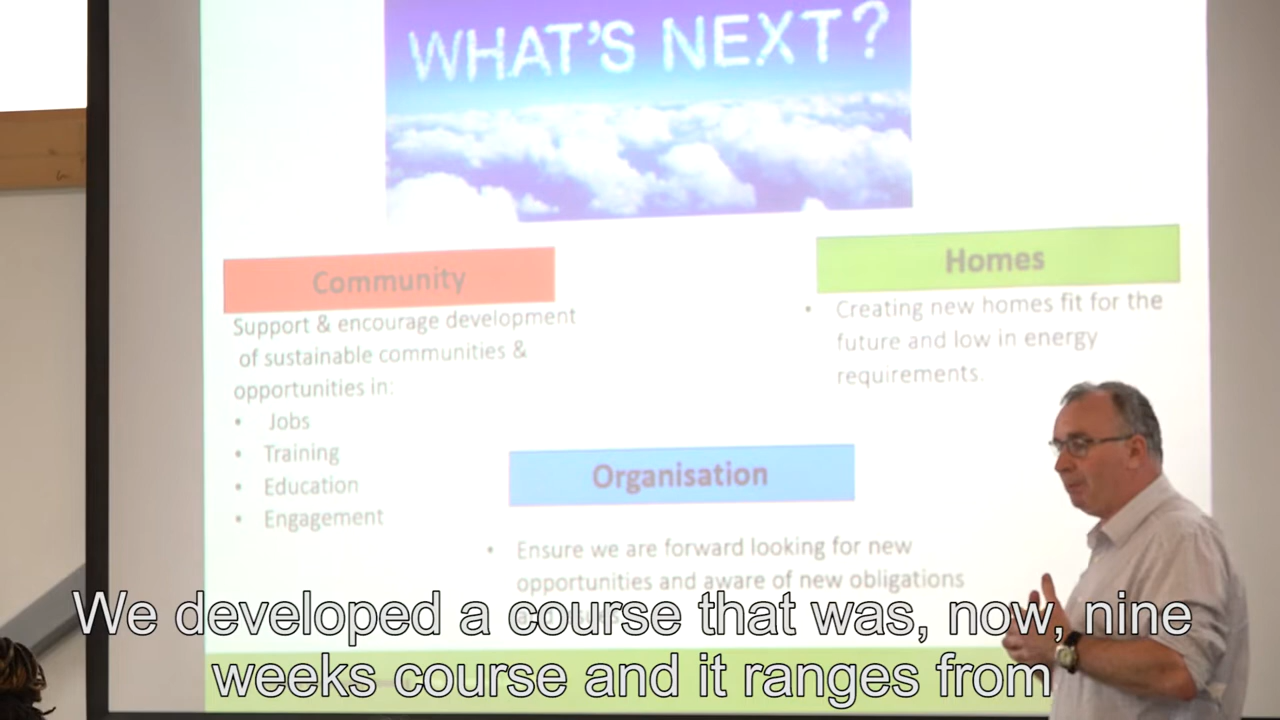 WHAT'S NEXT?
Community
Support & encourage development
of sustainable communities &
opportunities in:
• Jobs
• Training
• Education
• Engagement
Homes
• Creating new homes fit for the
future and low in energy
requirements.
Organisation
• Ensure we are forward looking for new
opportunities and aware of new obligations
We developed a course that was, now, nine
weeks course and it ranges from